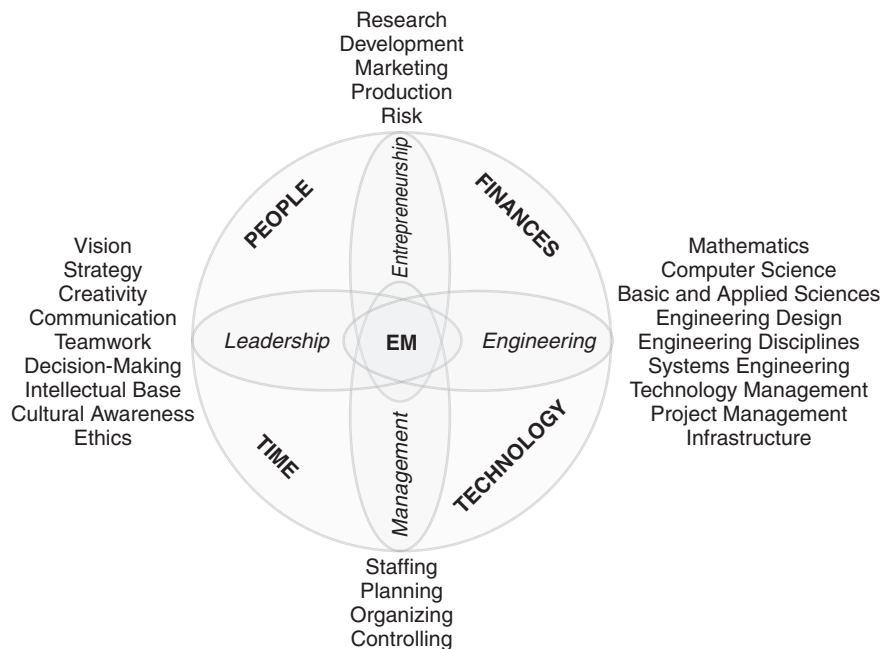 Research
Development
Marketing
Production
Risk
Entrepreneurship
PEOPLE
FINANCES
Vision
Strategy
Creativity
Communication
Teamwork
Decision-Making
Intellectual Base
Cultural Awareness
Ethics
Leadership
EM
Engineering
Mathematics
Computer Science
Basic and Applied Sciences
Engineering Design
Engineering Disciplines
Systems Engineering
Technology Management
Project Management
Infrastructure
TIME
Management
TECHNOLOGY
Staffing
Planning
Organizing
Controlling